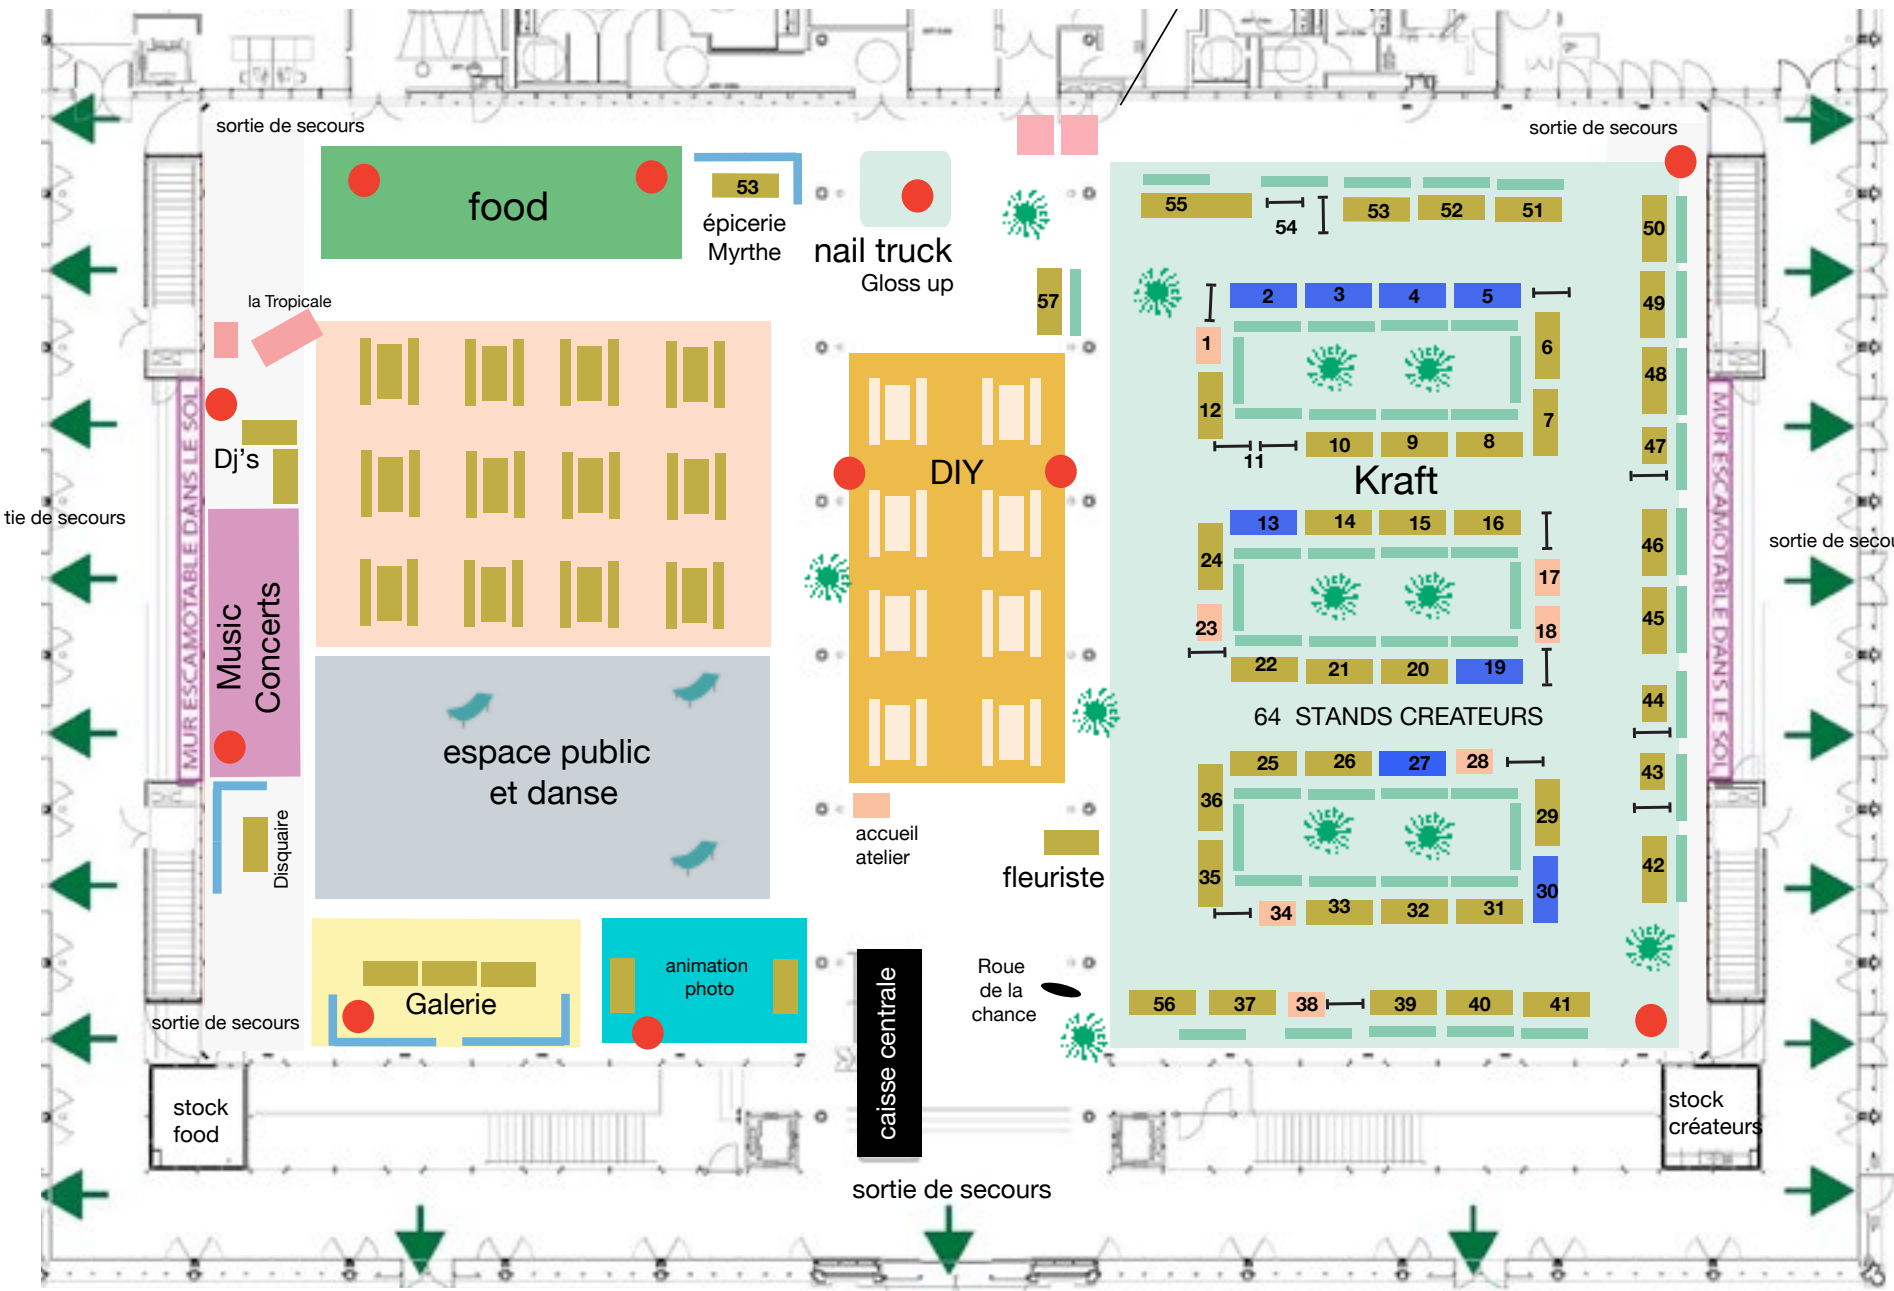 sortie de secours
sortie de secours
food
53
épicerie
Myrthe
nail truck
Gloss up
57
la Tropicale
Dj's
tie de secours
MUR ESCAMOTABLE DANS LE SOL
Music
Concerts
Disquaire
espace public
et danse
DIY
accueil
atelier
fleuriste
Galerie
animation
photo
caisse centrale
Roue
de la
chance
sortie de secours
stock
food
sortie de secours
55
54
53
52
51
50
49
48
47
46
45
44
43
42
2
3
4
5
1
6
12
7
11
10
9
8
Kraft
13
14
15
16
24
17
23
18
22
21
20
19
64 STANDS CREATEURS
25
26
27
28
36
29
35
30
34
33
32
31
56
37
38
39
40
41
MUR ESCAMOTABLE DANS LE SOL
sortie de secou
stock
créateurs